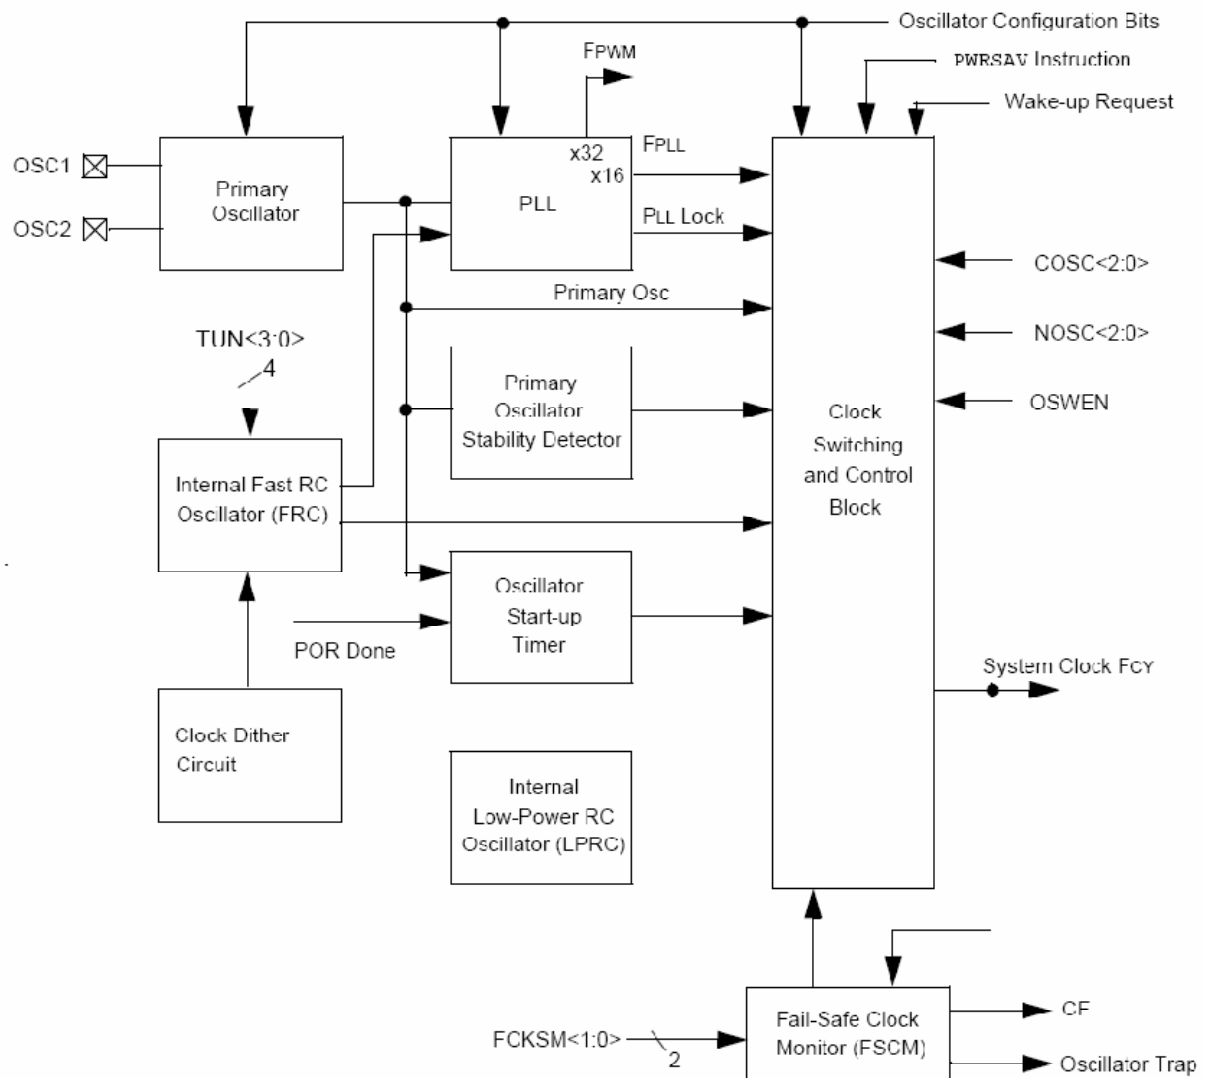 Oscillator Configuration Bits
FPWM
PWRSAV Instruction
Wake-up Request
OSC1
OSC2
Primary
Oscillator
x32
x16
PLL
FPLL
PLL Lock
Primary Osc
COSC<2:0>
NOSC<2:0>
OSWEN
TUN<3:0>
4
Primary
Oscillator
Stability Detector
Clock
Switching
and Control
Block
Internal Fast RC
Oscillator (FRC)
Oscillator
Start-up
Timer
POR Done
System Clock FCY
Clock Dither
Circuit
Internal
Low-Power RC
Oscillator (LPRC)
FCKSM<1:0>
2
Fail-Safe Clock
Monitor (FSCM)
CF
Oscillator Trap